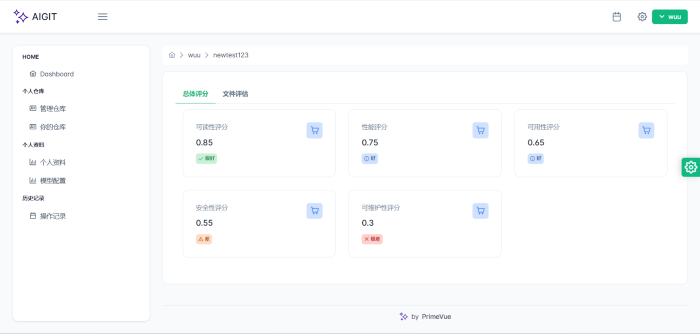 AIGIT
wuu
HOME
Dashboard
个人仓库
管理仓库
你的仓库
个人资料
个人资料
模型配置
历史记录
操作记录
wuu
newtest123
总体评分
文件评估
可读性评分
0.85
很好
性能评分
0.75
好
可用性评分
0.65
好
安全性评分
0.55
差
可维护性评分
0.3
很差
by PrimeVue